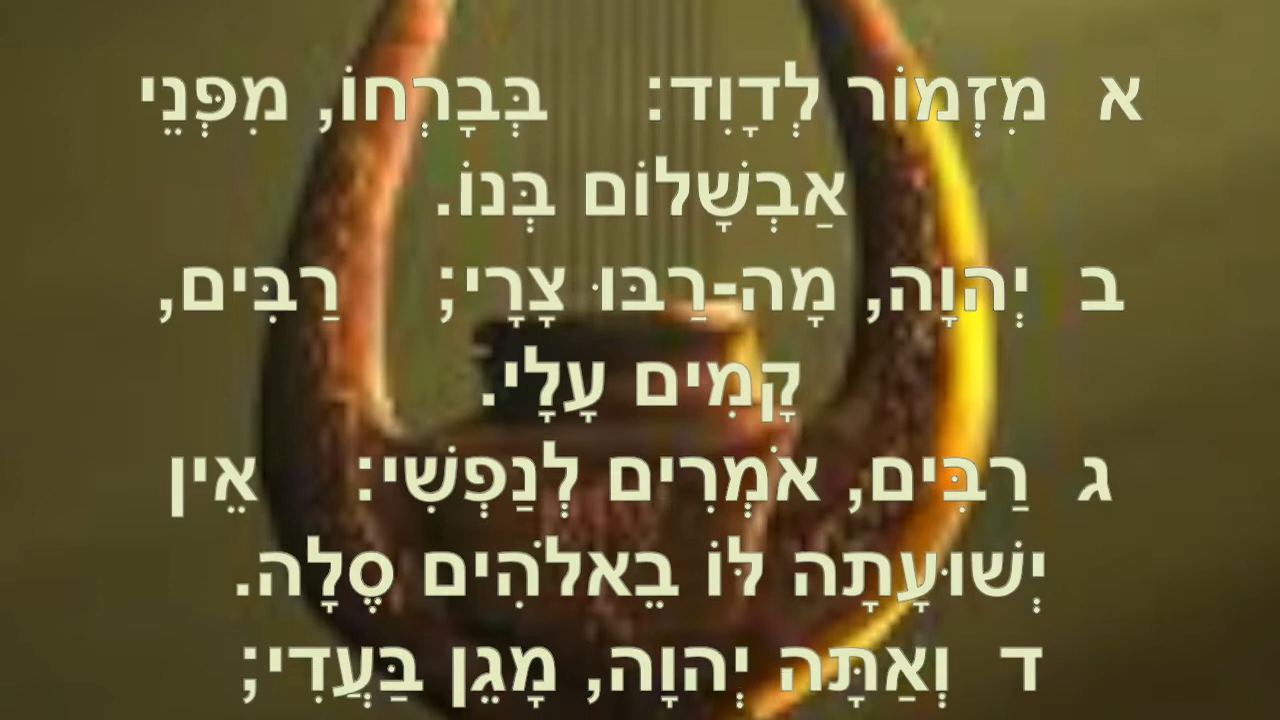 א  מִזְמוֹר לְדָוִד:    בְּבָרְחוֹ, מִפְּנֵי
אַבְשָׁלוֹם בְּנוֹ.
ב  יְהוָה, מָה-רַבּוּ צָרָי;    רַבִּים,
קָמִים עָלָי.
ג  רַבִּים, אֹמְרִים לְנַפְשִׁי:    אֵין
יְשׁוּעָתָה לּוֹ בֵאלֹהִים סֶלָה.
ד  וְאַתָּה יְהוָה, מָגֵן בַּעֲדִי;